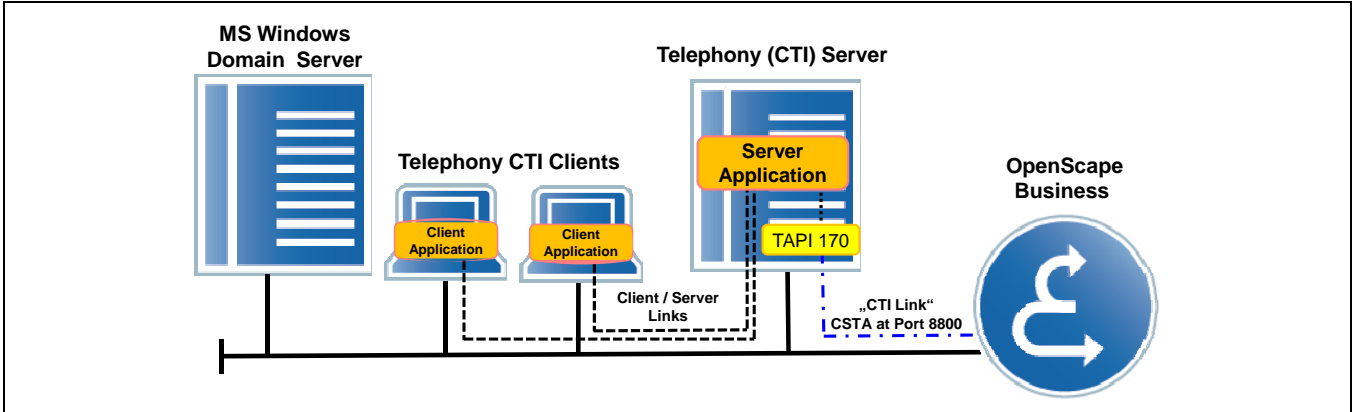 MS Windows
Domain Server
Telephony (CTI) Server
Telephony CTI Clients
Server
Application
OpenScape
Business
Client
Application
Client
Application
TAPI 170
Client / Server
Links
„CTI Link“
CSTA at Port 8800